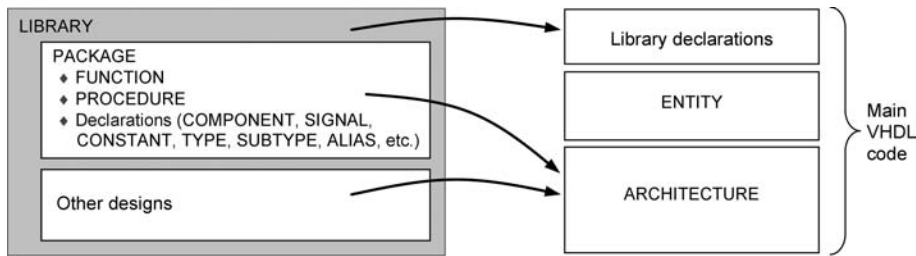 LIBRARY
PACKAGE
♦ FUNCTION
♦ PROCEDURE
♦ Declarations (COMPONENT, SIGNAL,
CONSTANT, TYPE, SUBTYPE, ALIAS, etc.)
Other designs
Library declarations
ENTITY
ARCHITECTURE
Main
VHDL
code